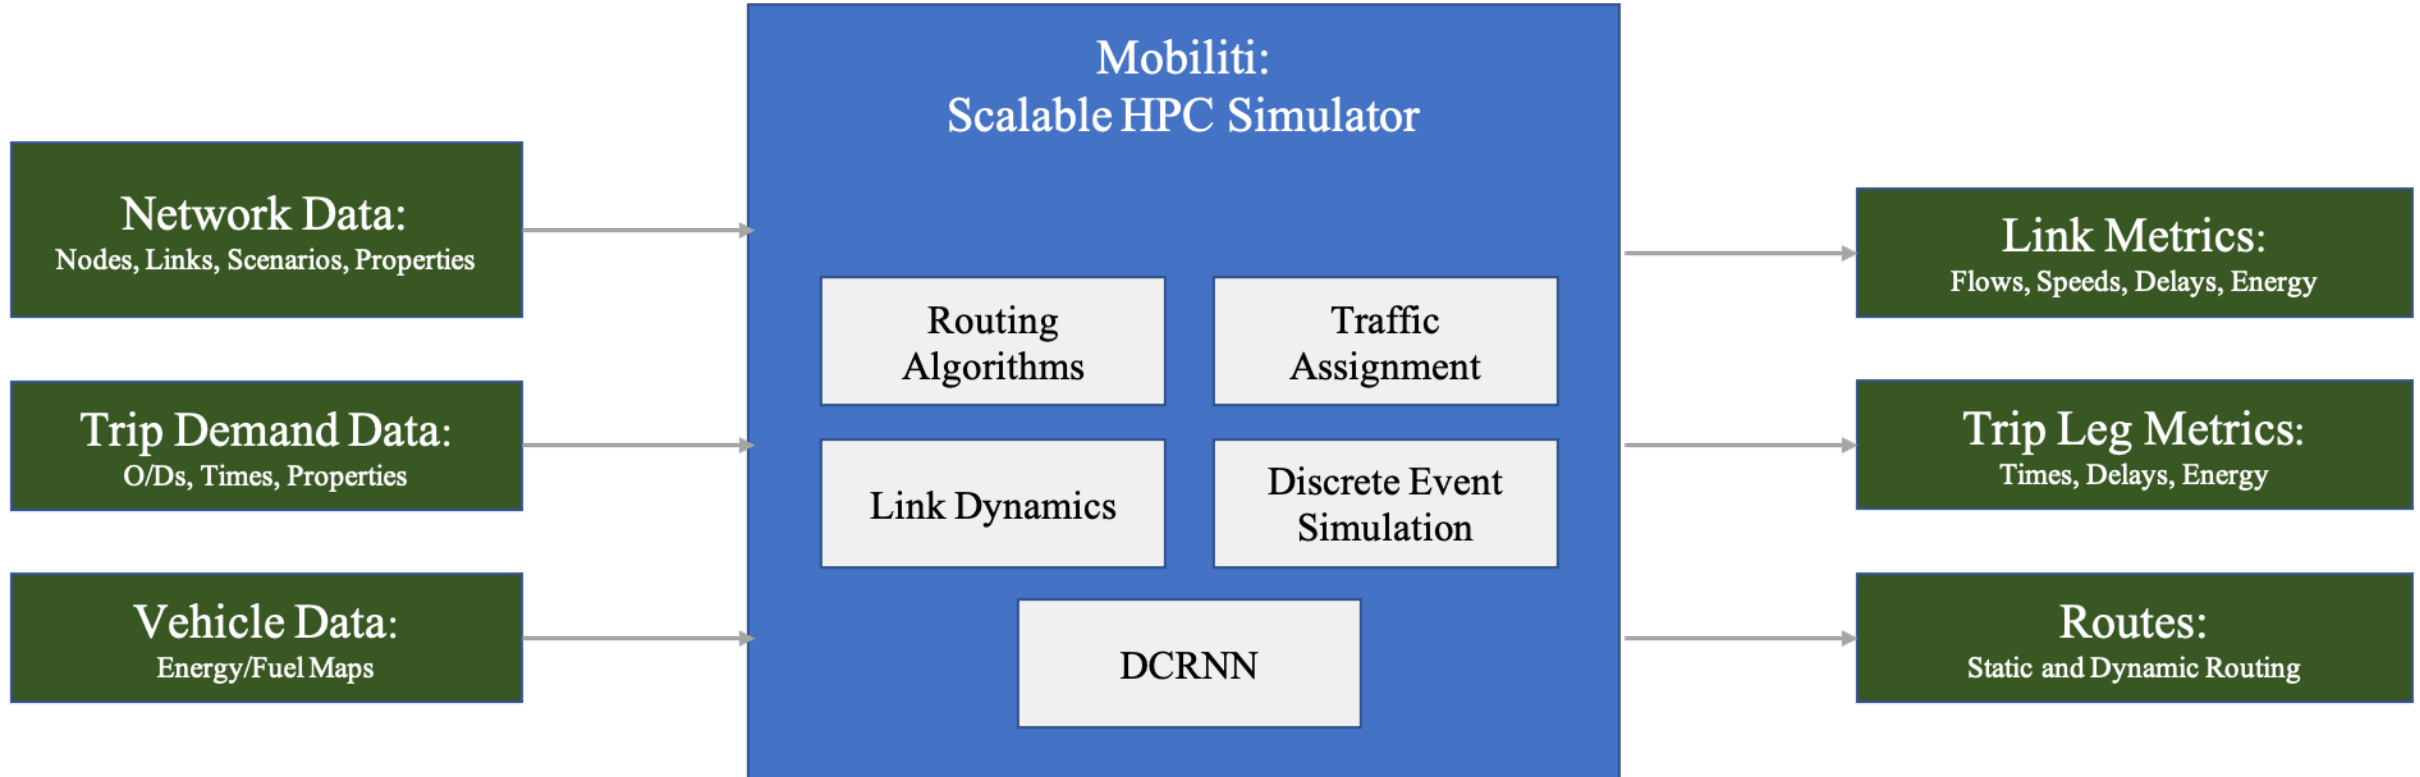 Mobiliti:
Scalable HPC Simulator
Network Data:
Nodes, Links, Scenarios, Properties
Trip Demand Data:
O/Ds, Times, Properties
Vehicle Data:
Energy/Fuel Maps
Routing
Algorithms
Traffic
Assignment
Link Dynamics
Discrete Event
Simulation
DCRNN
Link Metrics:
Flows, Speeds, Delays, Energy
Trip Leg Metrics:
Times, Delays, Energy
Routes:
Static and Dynamic Routing